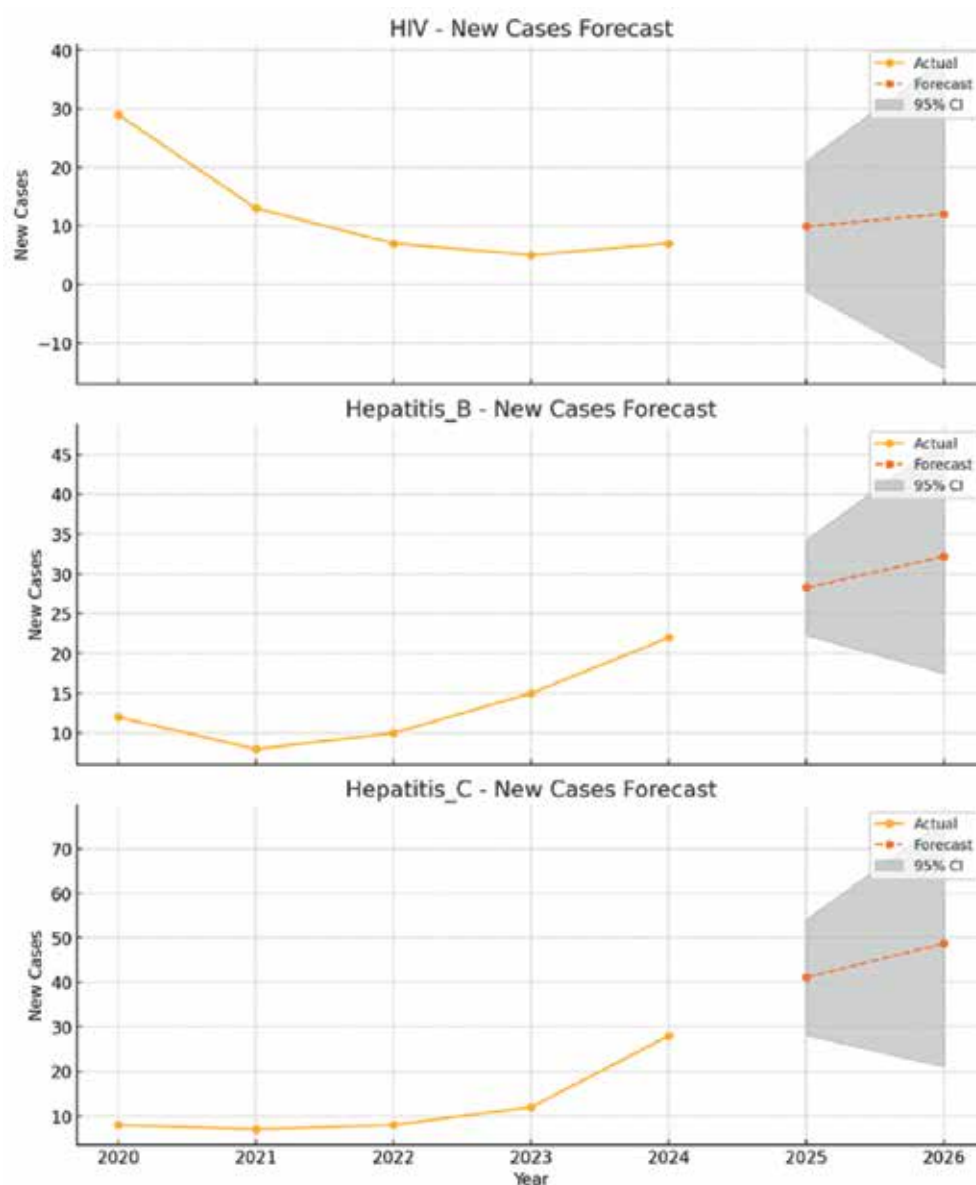 HIV - New Cases Forecast
40
30
20
10
0
−10
New Cases
Actual
Forecast
95% CI
Hepatitis_B - New Cases Forecast
45
40
35
30
25
20
15
10
New Cases
Actual
Forecast
95% CI
Hepatitis_C - New Cases Forecast
70
60
50
40
30
20
10
New Cases
Actual
Forecast
95% CI
2020 2021 2022 2023 2024 2025 2026
Year